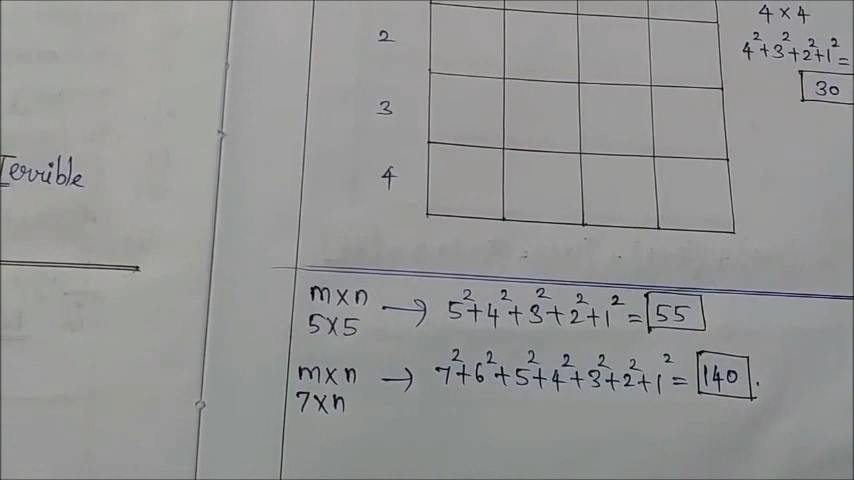 Terrible
4 × 4
4²+3²+2²+1²=
30
2
3
4
m×n
5×5
→ 5²+4²+3²+2²+1² = 55
m×n
7×n
→ 7²+6²+5²+4²+3²+2²+1² = 140.